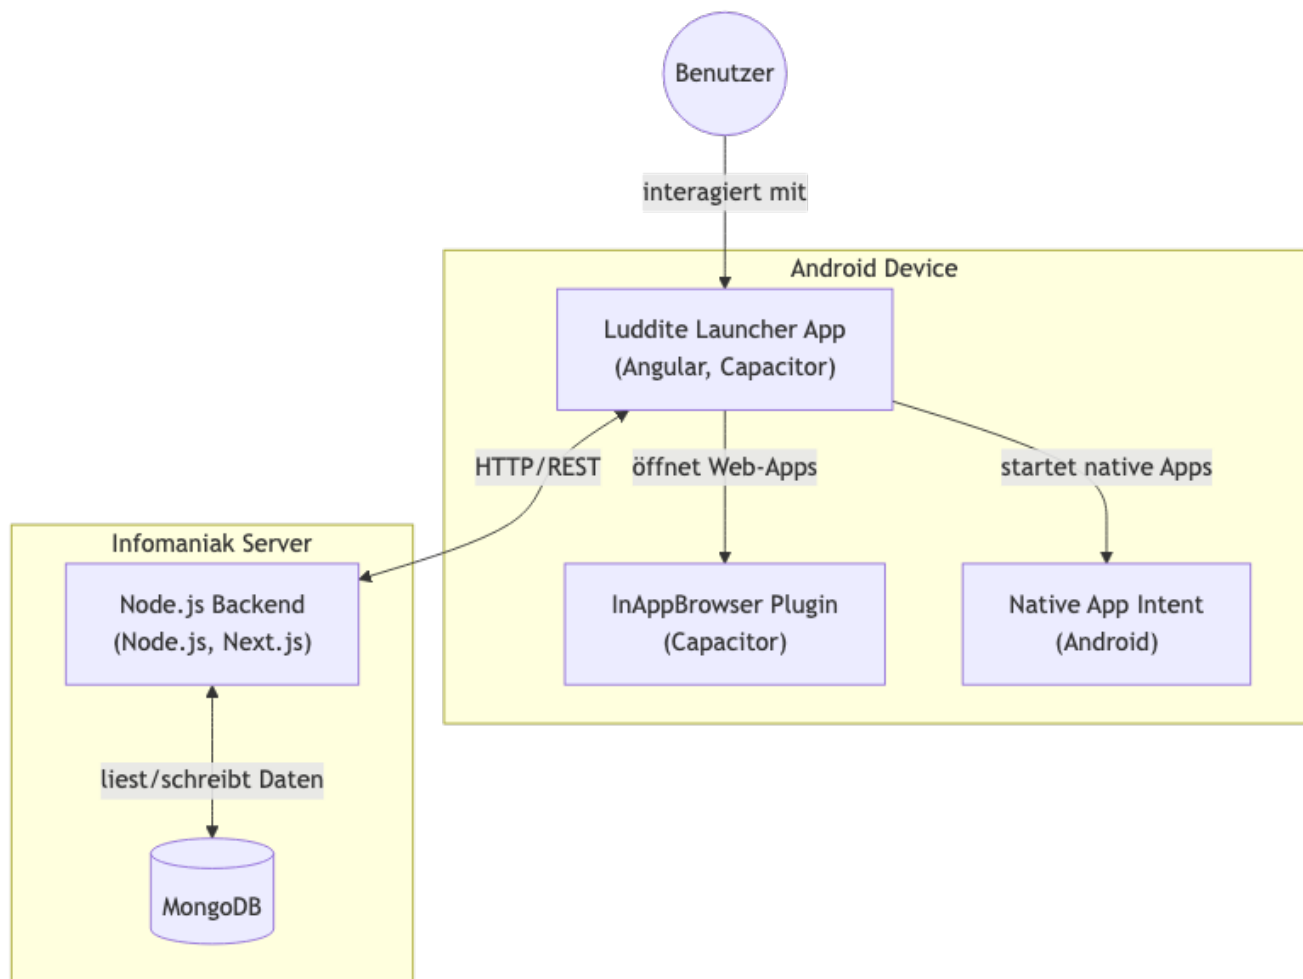 Benutzer
interagiert mit
Android Device
Luddite Launcher App
(Angular, Capacitor)
HTTP/REST
öffnet Web-Apps
startet native Apps
Infomaniak Server
Node.js Backend
(Node.js, Next.js)
InAppBrowser Plugin
(Capacitor)
Native App Intent
(Android)
liest/schreibt Daten
MongoDB